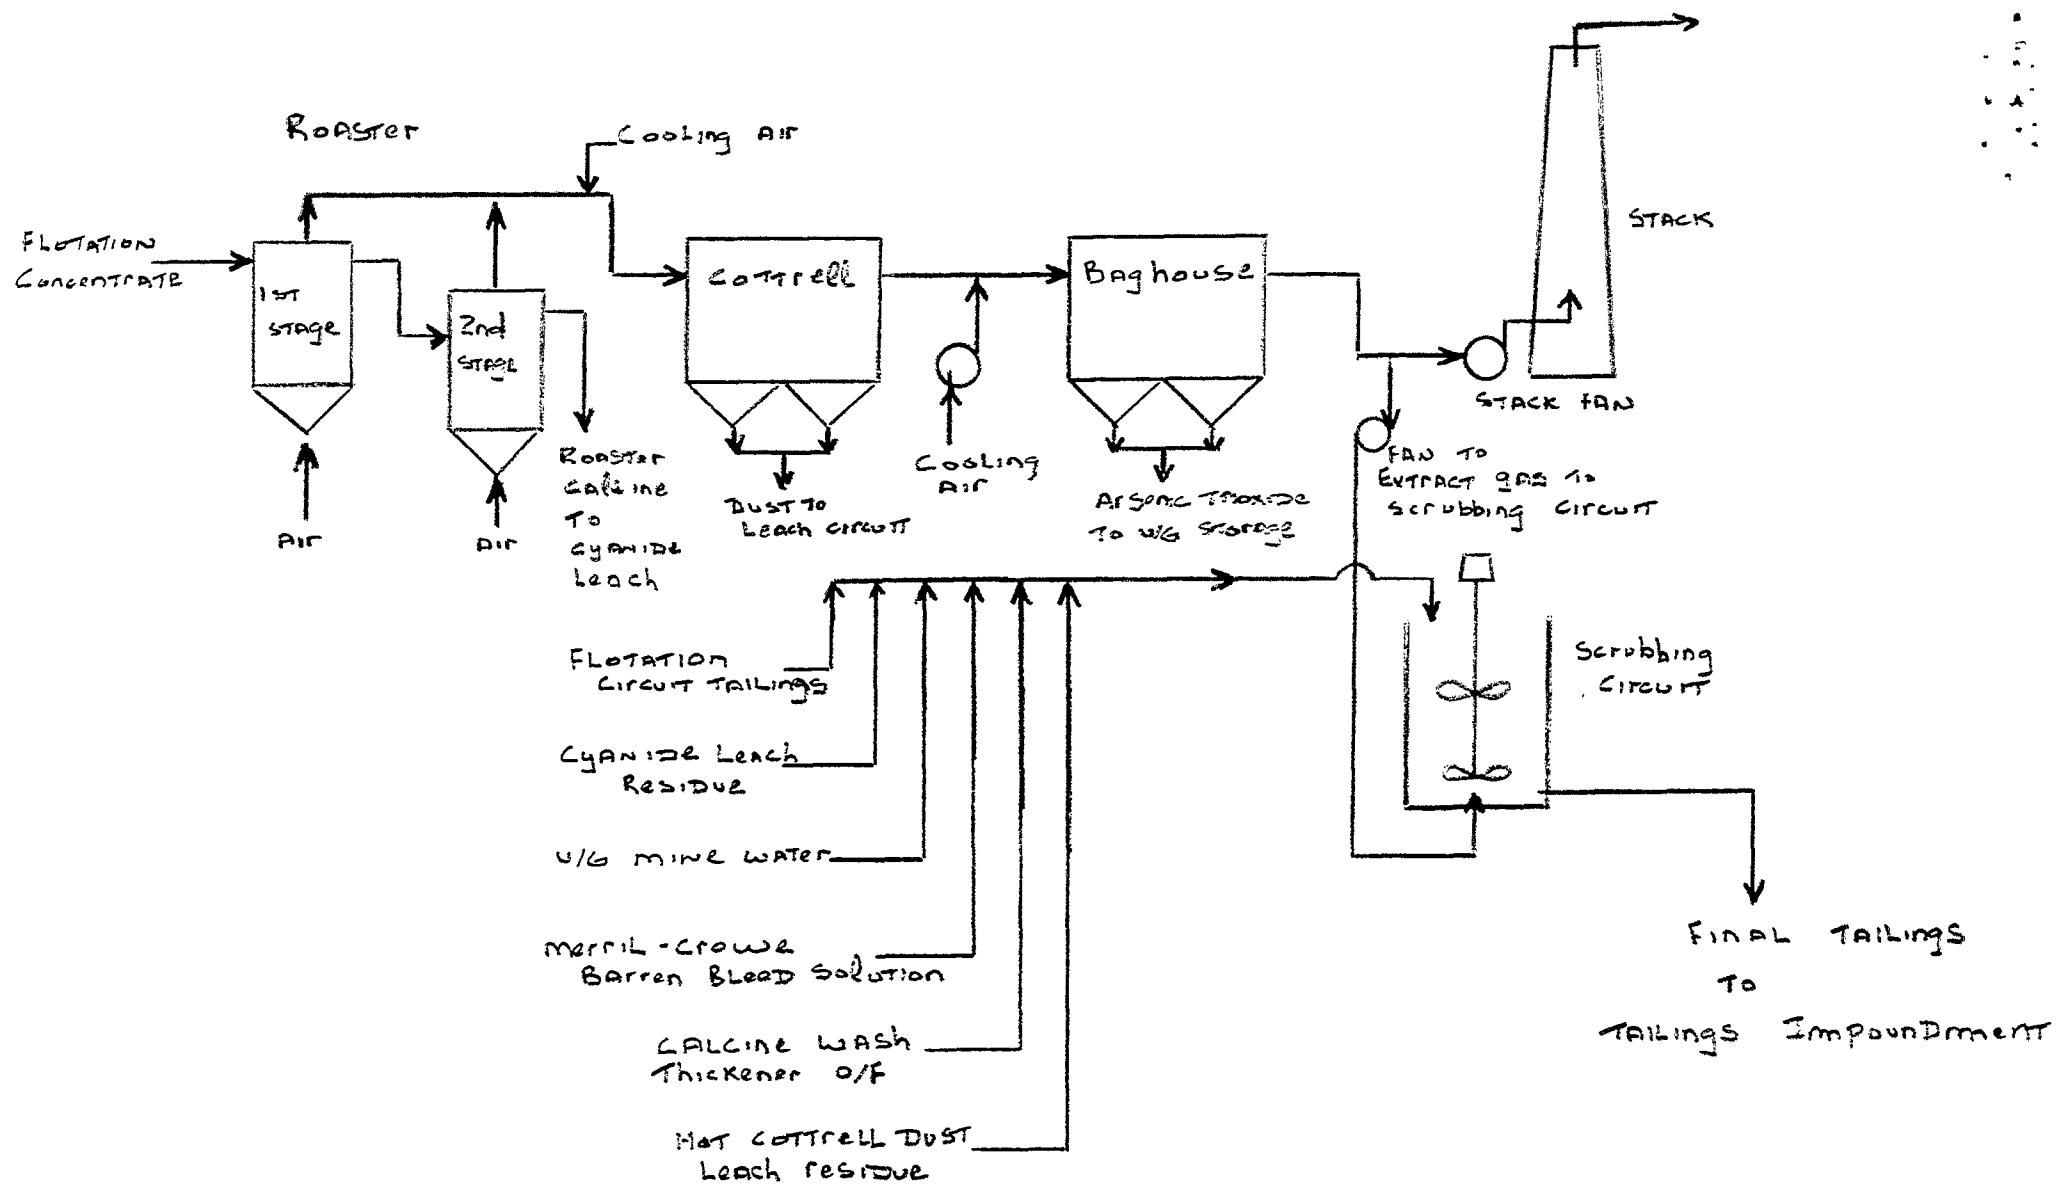 Roaster
Cooling Air
Flotation
Concentrate
1st
Stage
2nd
Stage
Cottrell
Baghouse
Stack
Stack Fan
Air
Air
Roaster
Calcine
To
Cyanide
Leach
Dust To
Leach Circuit
Cooling
Air
Arsenic Trioxide
To U/G Storage
Fan To
Extract gas To
Scrubbing Circuit
Flotation
Circuit Tailings
Cyanide Leach
Residue
U/G Mine Water
Merril-Crowe
Barren Bleed Solution
Calcine Wash
Thickener O/F
Hot Cottrell Dust
Leach residue
Scrubbing
Circuit
Final Tailings
To
Tailings Impoundment